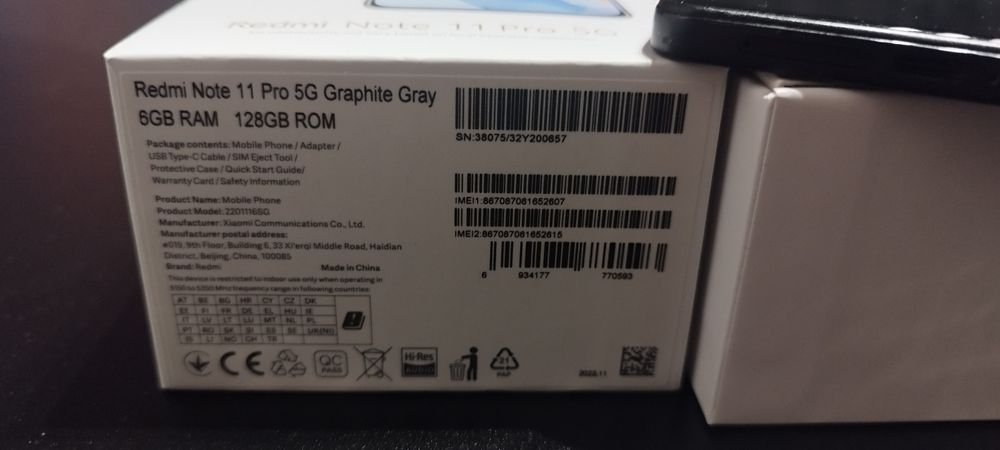 Redmi Note 11 Pro 5G
Redmi Note 11 Pro 5G Graphite Gray
6GB RAM 128GB ROM
Package contents: Mobile Phone / Adapter /
USB Type-C Cable / SIM Eject Tool /
Protective Case / Quick Start Guide /
Warranty Card / Safety Information
Product Name: Mobile Phone
Product Model: 2201116SG
Manufacturer: Xiaomi Communications Co., Ltd.
Manufacturer postal address:
#019, 9th Floor, Building 6, 33 Xi'erqi Middle Road, Haidian
District, Beijing, China, 100085
Brand: Redmi Made in China
This device is restricted to indoor use only when operating in
5150 to 5350 MHz frequency range in following countries:
AT BE BG HR CY CZ DK
EE FI FR DE EL HU IE
IT LV LT LU MT NL PL
PT RO SK SI ES SE UK(NI)
IS LI NO CH TR
SN:38075/32Y200657
IMEI1:867087061652607
IMEI2:867087061652615
6 934177 770593
CE
QC
PASS
Hi-Res
AUDIO
21
PAP
2022.11